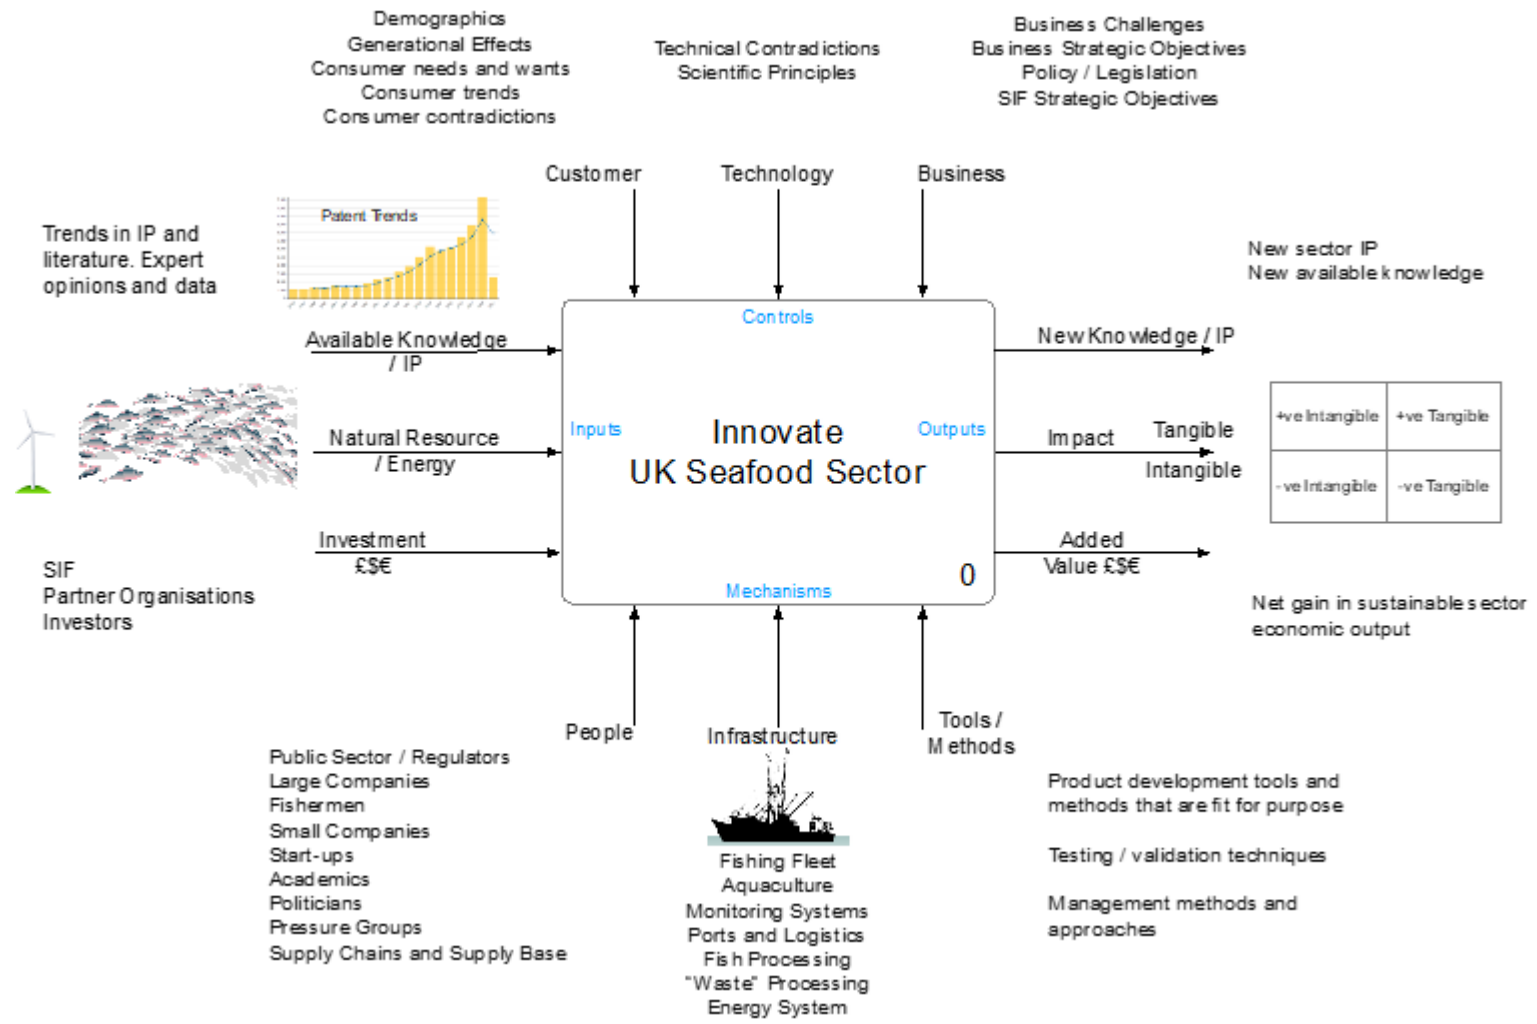 Demographics
Generational Effects
Consumer needs and wants
Consumer trends
Consumer contradictions
Technical Contradictions
Scientific Principles
Business Challenges
Business Strategic Objectives
Policy / Legislation
SIF Strategic Objectives
Customer
Technology
Business
Patent Trends
Trends in IP and
literature. Expert
opinions and data
New sector IP
New available knowledge
Controls
Available Knowledge
/ IP
New Knowledge / IP
Natural Resource
/ Energy
Inputs
Innovate
UK Seafood Sector
Outputs
Impact
Tangible
Intangible
+ve Intangible
+ve Tangible
-ve Intangible
-ve Tangible
Investment
£$€
Added
Value £$€
0
Mechanisms
SIF
Partner Organisations
Investors
Net gain in sustainable sector
economic output
People
Infrastructure
Tools /
Methods
Public Sector / Regulators
Large Companies
Fishermen
Small Companies
Start-ups
Academics
Politicians
Pressure Groups
Supply Chains and Supply Base
Fishing Fleet
Aquaculture
Monitoring Systems
Ports and Logistics
Fish Processing
"Waste" Processing
Energy System
Product development tools and
methods that are fit for purpose
Testing / validation techniques
Management methods and
approaches